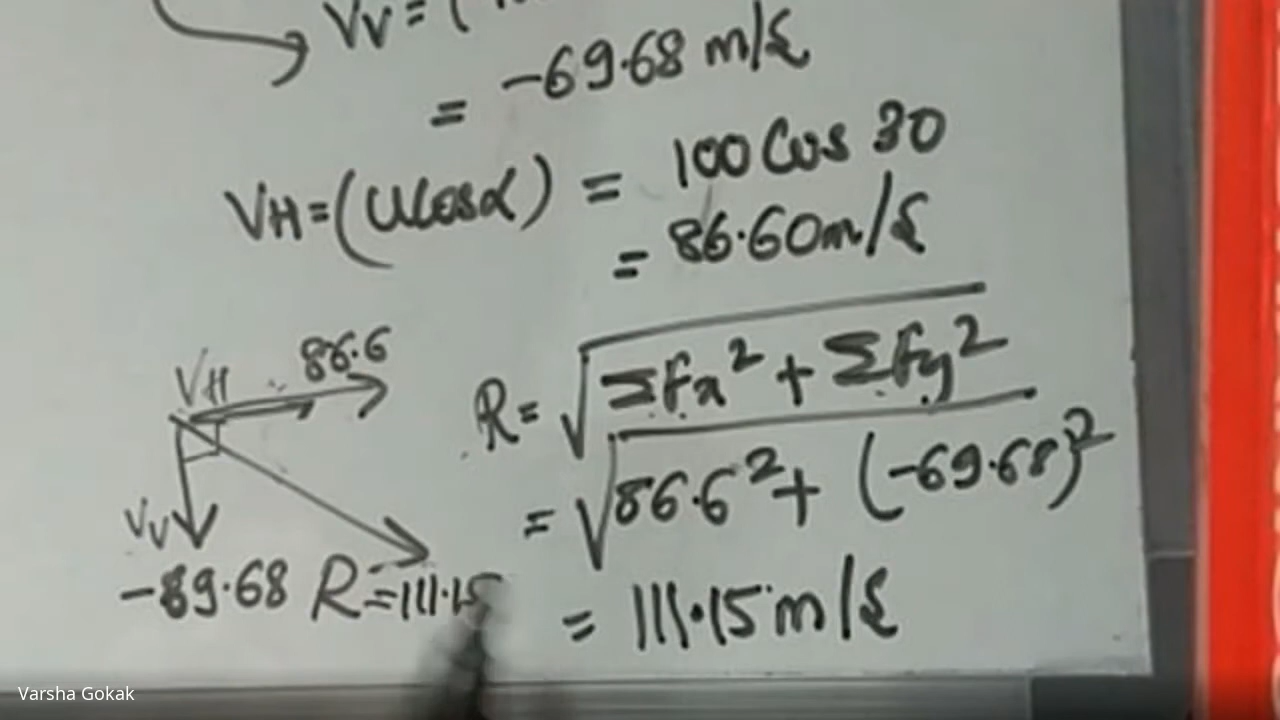 Vv = (
= -69.68 m/s
VH = (u cos α) = 100 cos 30
= 86.60 m/s
VH 86.6
Vv
-89.68 R = 111.15
R = √ΣFx² + ΣFy²
= √86.6² + (-69.68)²
= 111.15 m/s
Varsha Gokak